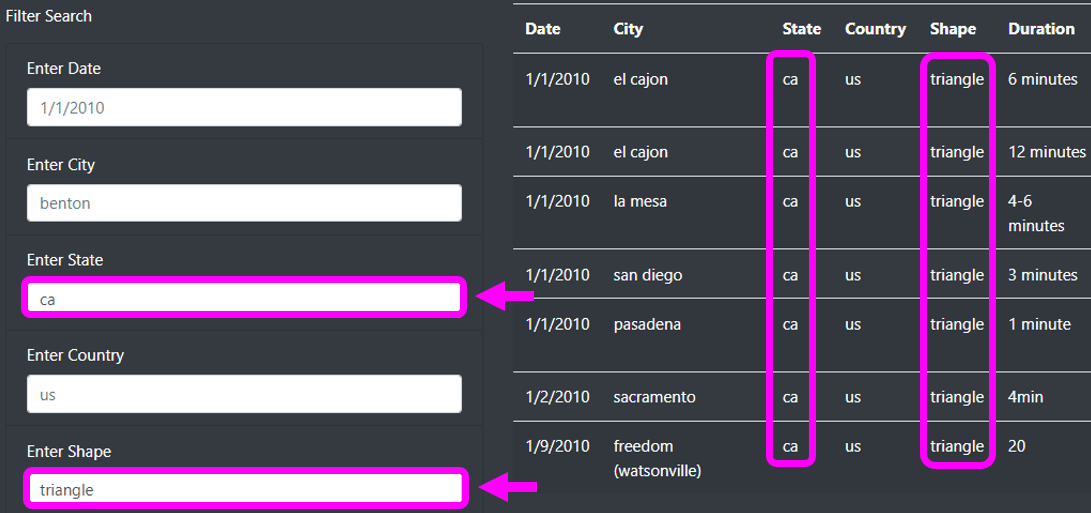 Filter Search
Enter Date
1/1/2010
Enter City
benton
Enter State
ca
Enter Country
us
Enter Shape
triangle
Date City State Country Shape Duration
1/1/2010 el cajon ca us triangle 6 minutes
1/1/2010 el cajon ca us triangle 12 minutes
1/1/2010 la mesa ca us triangle 4-6
minutes
1/1/2010 san diego ca us triangle 3 minutes
1/1/2010 pasadena ca us triangle 1 minute
1/2/2010 sacramento ca us triangle 4min
1/9/2010 freedom ca us triangle 20
(watsonville)